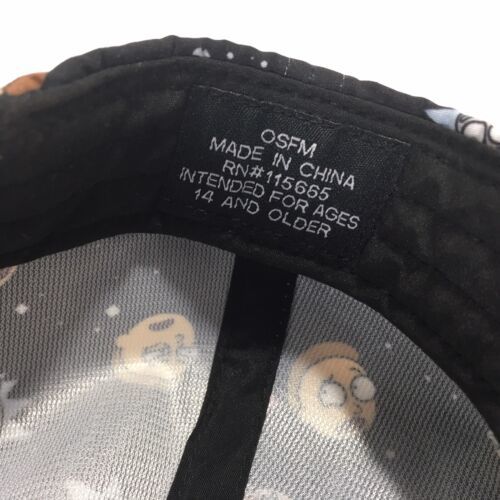 OSFM
MADE IN CHINA
RN#115665
INTENDED FOR AGES
14 AND OLDER